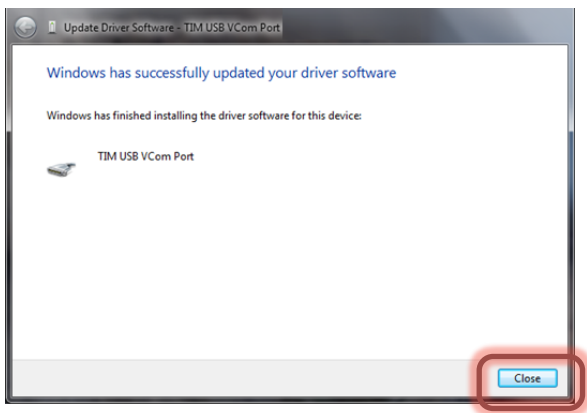 Update Driver Software - TIM USB VCom Port
Windows has successfully updated your driver software
Windows has finished installing the driver software for this device:
TIM USB VCom Port
Close